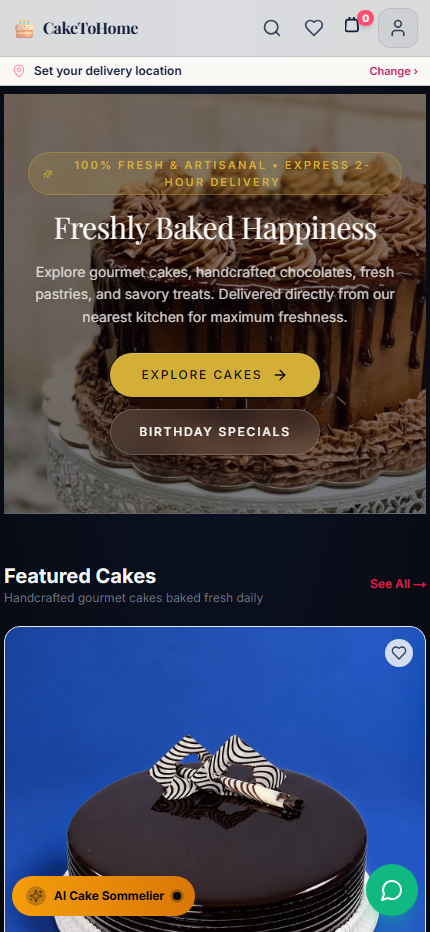 CakeToHome
0
Set your delivery location
Change ›
100% FRESH & ARTISANAL • EXPRESS 2-
HOUR DELIVERY
Freshly Baked Happiness
Explore gourmet cakes, handcrafted chocolates, fresh
pastries, and savory treats. Delivered directly from our
nearest kitchen for maximum freshness.
EXPLORE CAKES →
BIRTHDAY SPECIALS
Featured Cakes
See All →
Handcrafted gourmet cakes baked fresh daily
AI Cake Sommelier